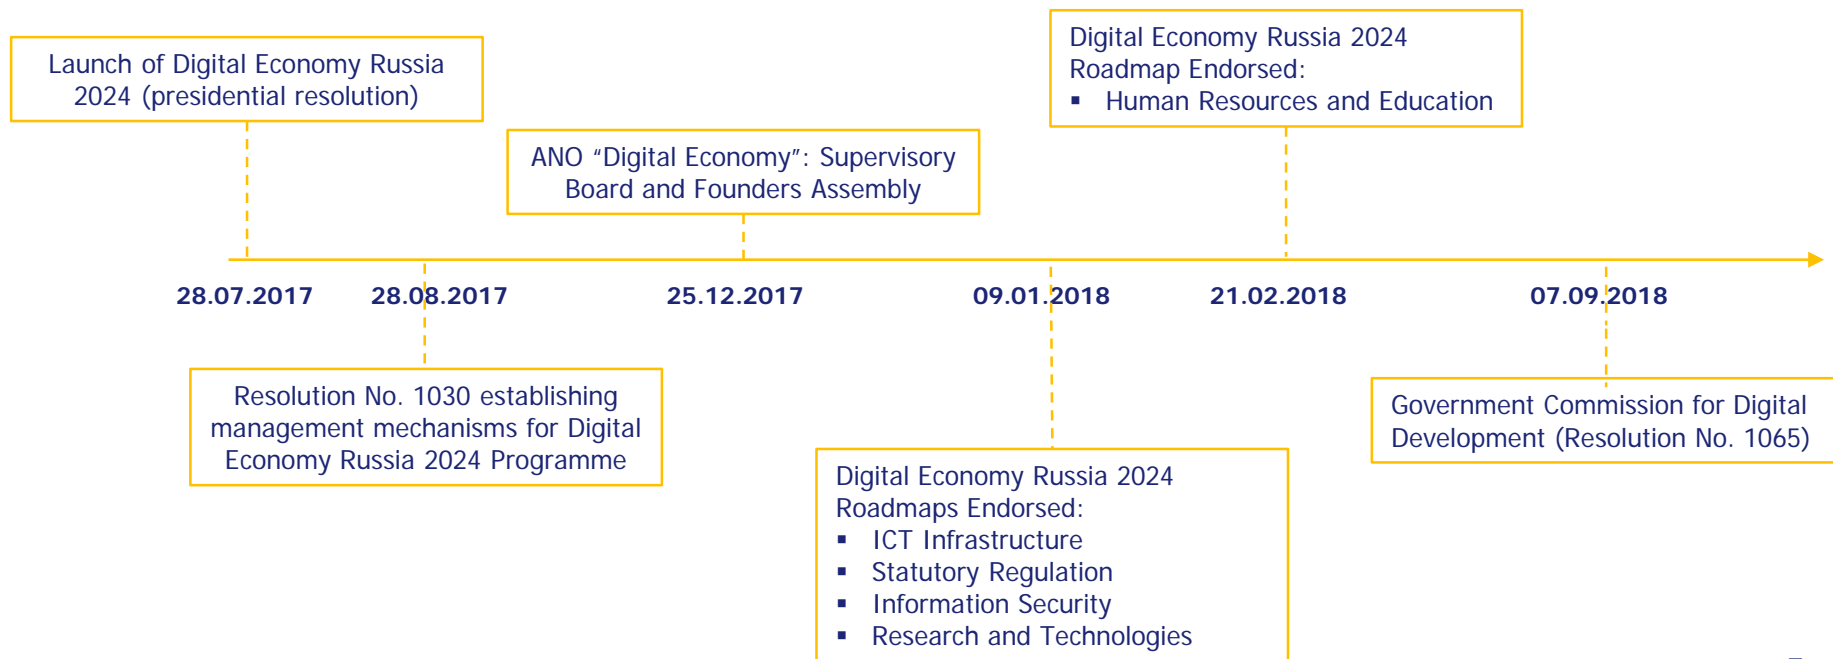 Launch of Digital Economy Russia
2024 (presidential resolution)
ANO “Digital Economy”: Supervisory
Board and Founders Assembly
Digital Economy Russia 2024
Roadmap Endorsed:
▪ Human Resources and Education
28.07.2017
28.08.2017
25.12.2017
09.01.2018
21.02.2018
07.09.2018
Resolution No. 1030 establishing
management mechanisms for Digital
Economy Russia 2024 Programme
Digital Economy Russia 2024
Roadmaps Endorsed:
▪ ICT Infrastructure
▪ Statutory Regulation
▪ Information Security
▪ Research and Technologies
Government Commission for Digital
Development (Resolution No. 1065)